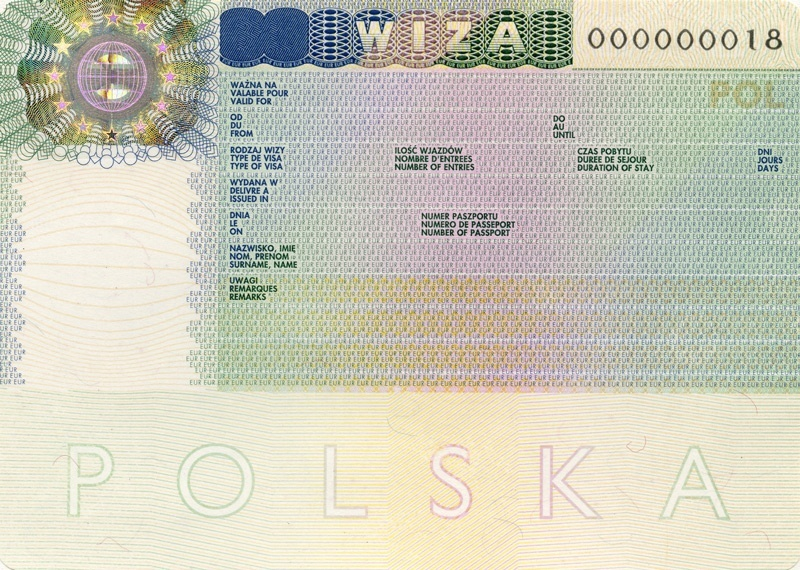 WIZA
000000018
WAŻNA NA
VALABLE POUR
VALID FOR
POL
OD
DU
FROM
DO
AU
UNTIL
RODZAJ WIZY
TYPE DE VISA
TYPE OF VISA
ILOŚĆ WJAZDÓW
NOMBRE D'ENTREES
NUMBER OF ENTRIES
CZAS POBYTU
DUREE DE SEJOUR
DURATION OF STAY
DNI
JOURS
DAYS
WYDANA W
DELIVRE A
ISSUED IN
DNIA
LE
ON
NUMER PASZPORTU
NUMERO DE PASSEPORT
NUMBER OF PASSPORT
NAZWISKO, IMIE
NOM, PRENOM
SURNAME, NAME
UWAGI
REMARQUES
REMARKS
POLSKA